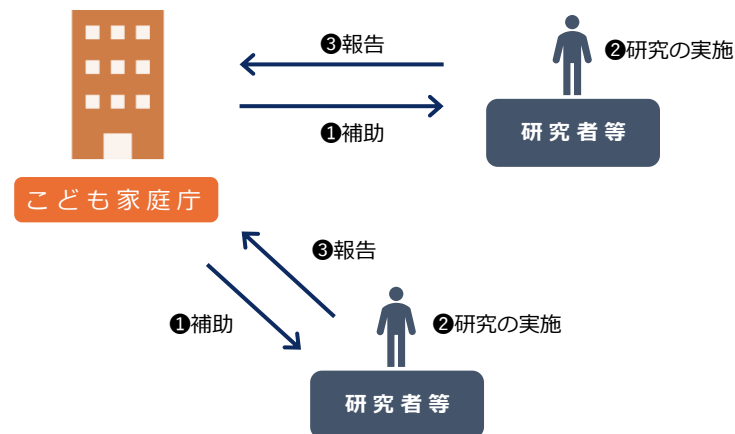 ❸報告
❷研究の実施
❶補助
研究者等
こども家庭庁
❸報告
❶補助
❷研究の実施
研究者等